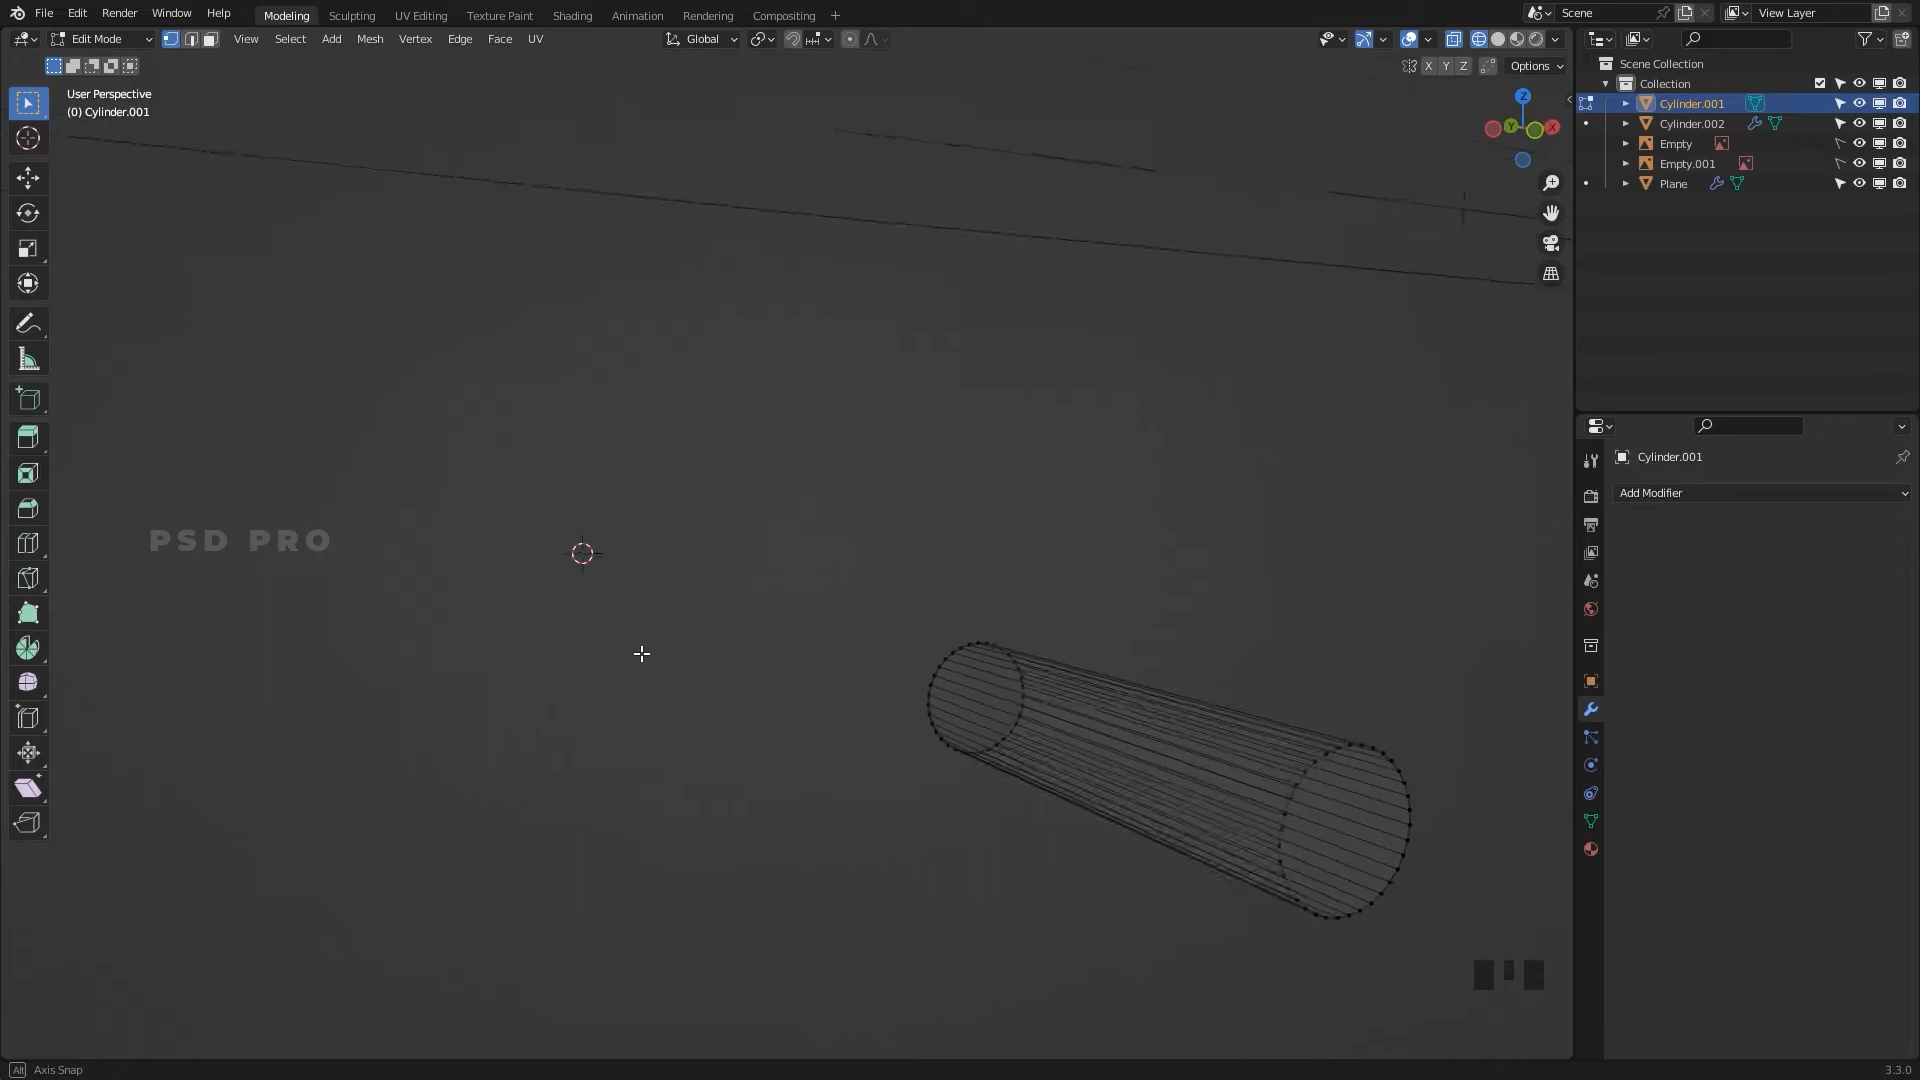 File Edit Render Window Help Modeling Sculpting UV Editing Texture Paint Shading Animation Rendering Compositing + Scene View Layer
Edit Mode View Select Add Mesh Vertex Edge Face UV Global
X Y Z Options
User Perspective
(0) Cylinder.001
Z
Y X
Scene Collection
Collection
Cylinder.001
Cylinder.002
Empty
Empty.001
Plane
Cylinder.001
Add Modifier
PSD PRO
Alt Axis Snap 3.3.0